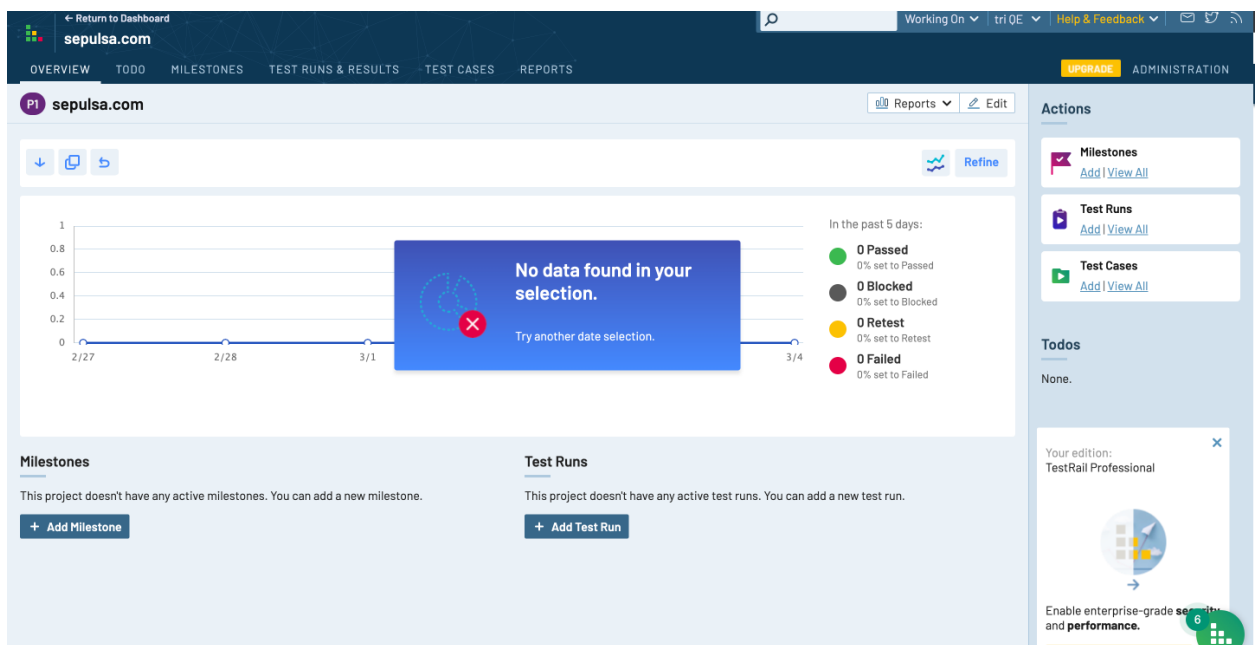 ← Return to Dashboard
sepulsa.com
Working On
tri QE
Help & Feedback
OVERVIEW TODO MILESTONES TEST RUNS & RESULTS TEST CASES REPORTS
UPGRADE ADMINISTRATION
P1 sepulsa.com
Reports
Edit
Refine
1
0.8
0.6
0.4
0.2
0
2/27 2/28 3/1 3/4
No data found in your
selection.
Try another date selection.
In the past 5 days:
0 Passed
0% set to Passed
0 Blocked
0% set to Blocked
0 Retest
0% set to Retest
0 Failed
0% set to Failed
Milestones
This project doesn't have any active milestones. You can add a new milestone.
+ Add Milestone
Test Runs
This project doesn't have any active test runs. You can add a new test run.
+ Add Test Run
Actions
Milestones
Add | View All
Test Runs
Add | View All
Test Cases
Add | View All
Todos
None.
Your edition:
TestRail Professional
Enable enterprise-grade security
and performance.
6